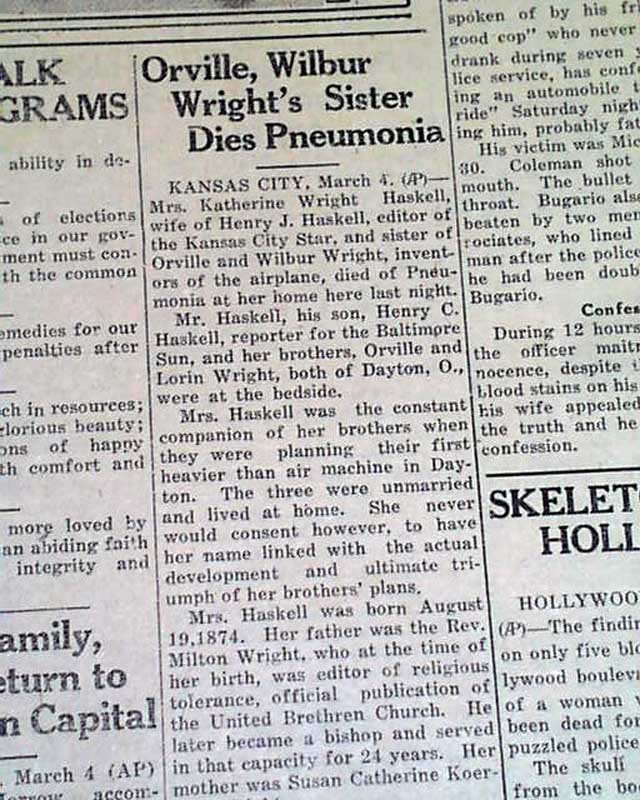 ALK
GRAMS
ability in de-
s of elections
ce in our gov-
ment must con-
th the common
emedies for our
penalties after
ch in resources;
glorious beauty;
ons of happy
th comfort and
more loved by
an abiding faith
integrity and
amily,
eturn to
n Capital
March 4 (AP)
accom-
Orville, Wilbur
Wright's Sister
Dies Pneumonia
KANSAS CITY, March 4. (AP)—
Mrs. Katherine Wright Haskell,
wife of Henry J. Haskell, editor of
the Kansas City Star, and sister of
Orville and Wilbur Wright, invent-
ors of the airplane, died of Pneu-
monia at her home here last night.
Mr. Haskell, his son, Henry C.
Haskell, reporter for the Baltimore
Sun, and her brothers, Orville and
Lorin Wright, both of Dayton, O.,
were at the bedside.
Mrs. Haskell was the constant
companion of her brothers when
they were planning their first
heavier than air machine in Day-
ton. The three were unmarried
and lived at home. She never
would consent however, to have
her name linked with the actual
development and ultimate tri-
umph of her brothers' plans.
Mrs. Haskell was born August
19,1874. Her father was the Rev.
Milton Wright, who at the time of
her birth, was editor of religious
tolerance, official publication of
the United Brethren Church. He
later became a bishop and served
in that capacity for 24 years. Her
mother was Susan Catherine Koer-
spoken of by his fri
good cop" who never
drank during seven y
lice service, has conf
ing an automobile t
ride" Saturday night
ing him, probably fat
His victim was Mic
30. Coleman shot
mouth. The bullet
throat. Bugario also
beaten by two men
sociates, who lined
man after the police
he had been doub
Bugario.
Confes
During 12 hours
the officer maint
nocence, despite t
blood stains on his
his wife appealed
the truth and he
confession.
SKELET
HOLL
HOLLYWOO
(AP)—The findin
on only five blo
lywood boulev
of a woman
been dead for
puzzled police
The skull
from the bo